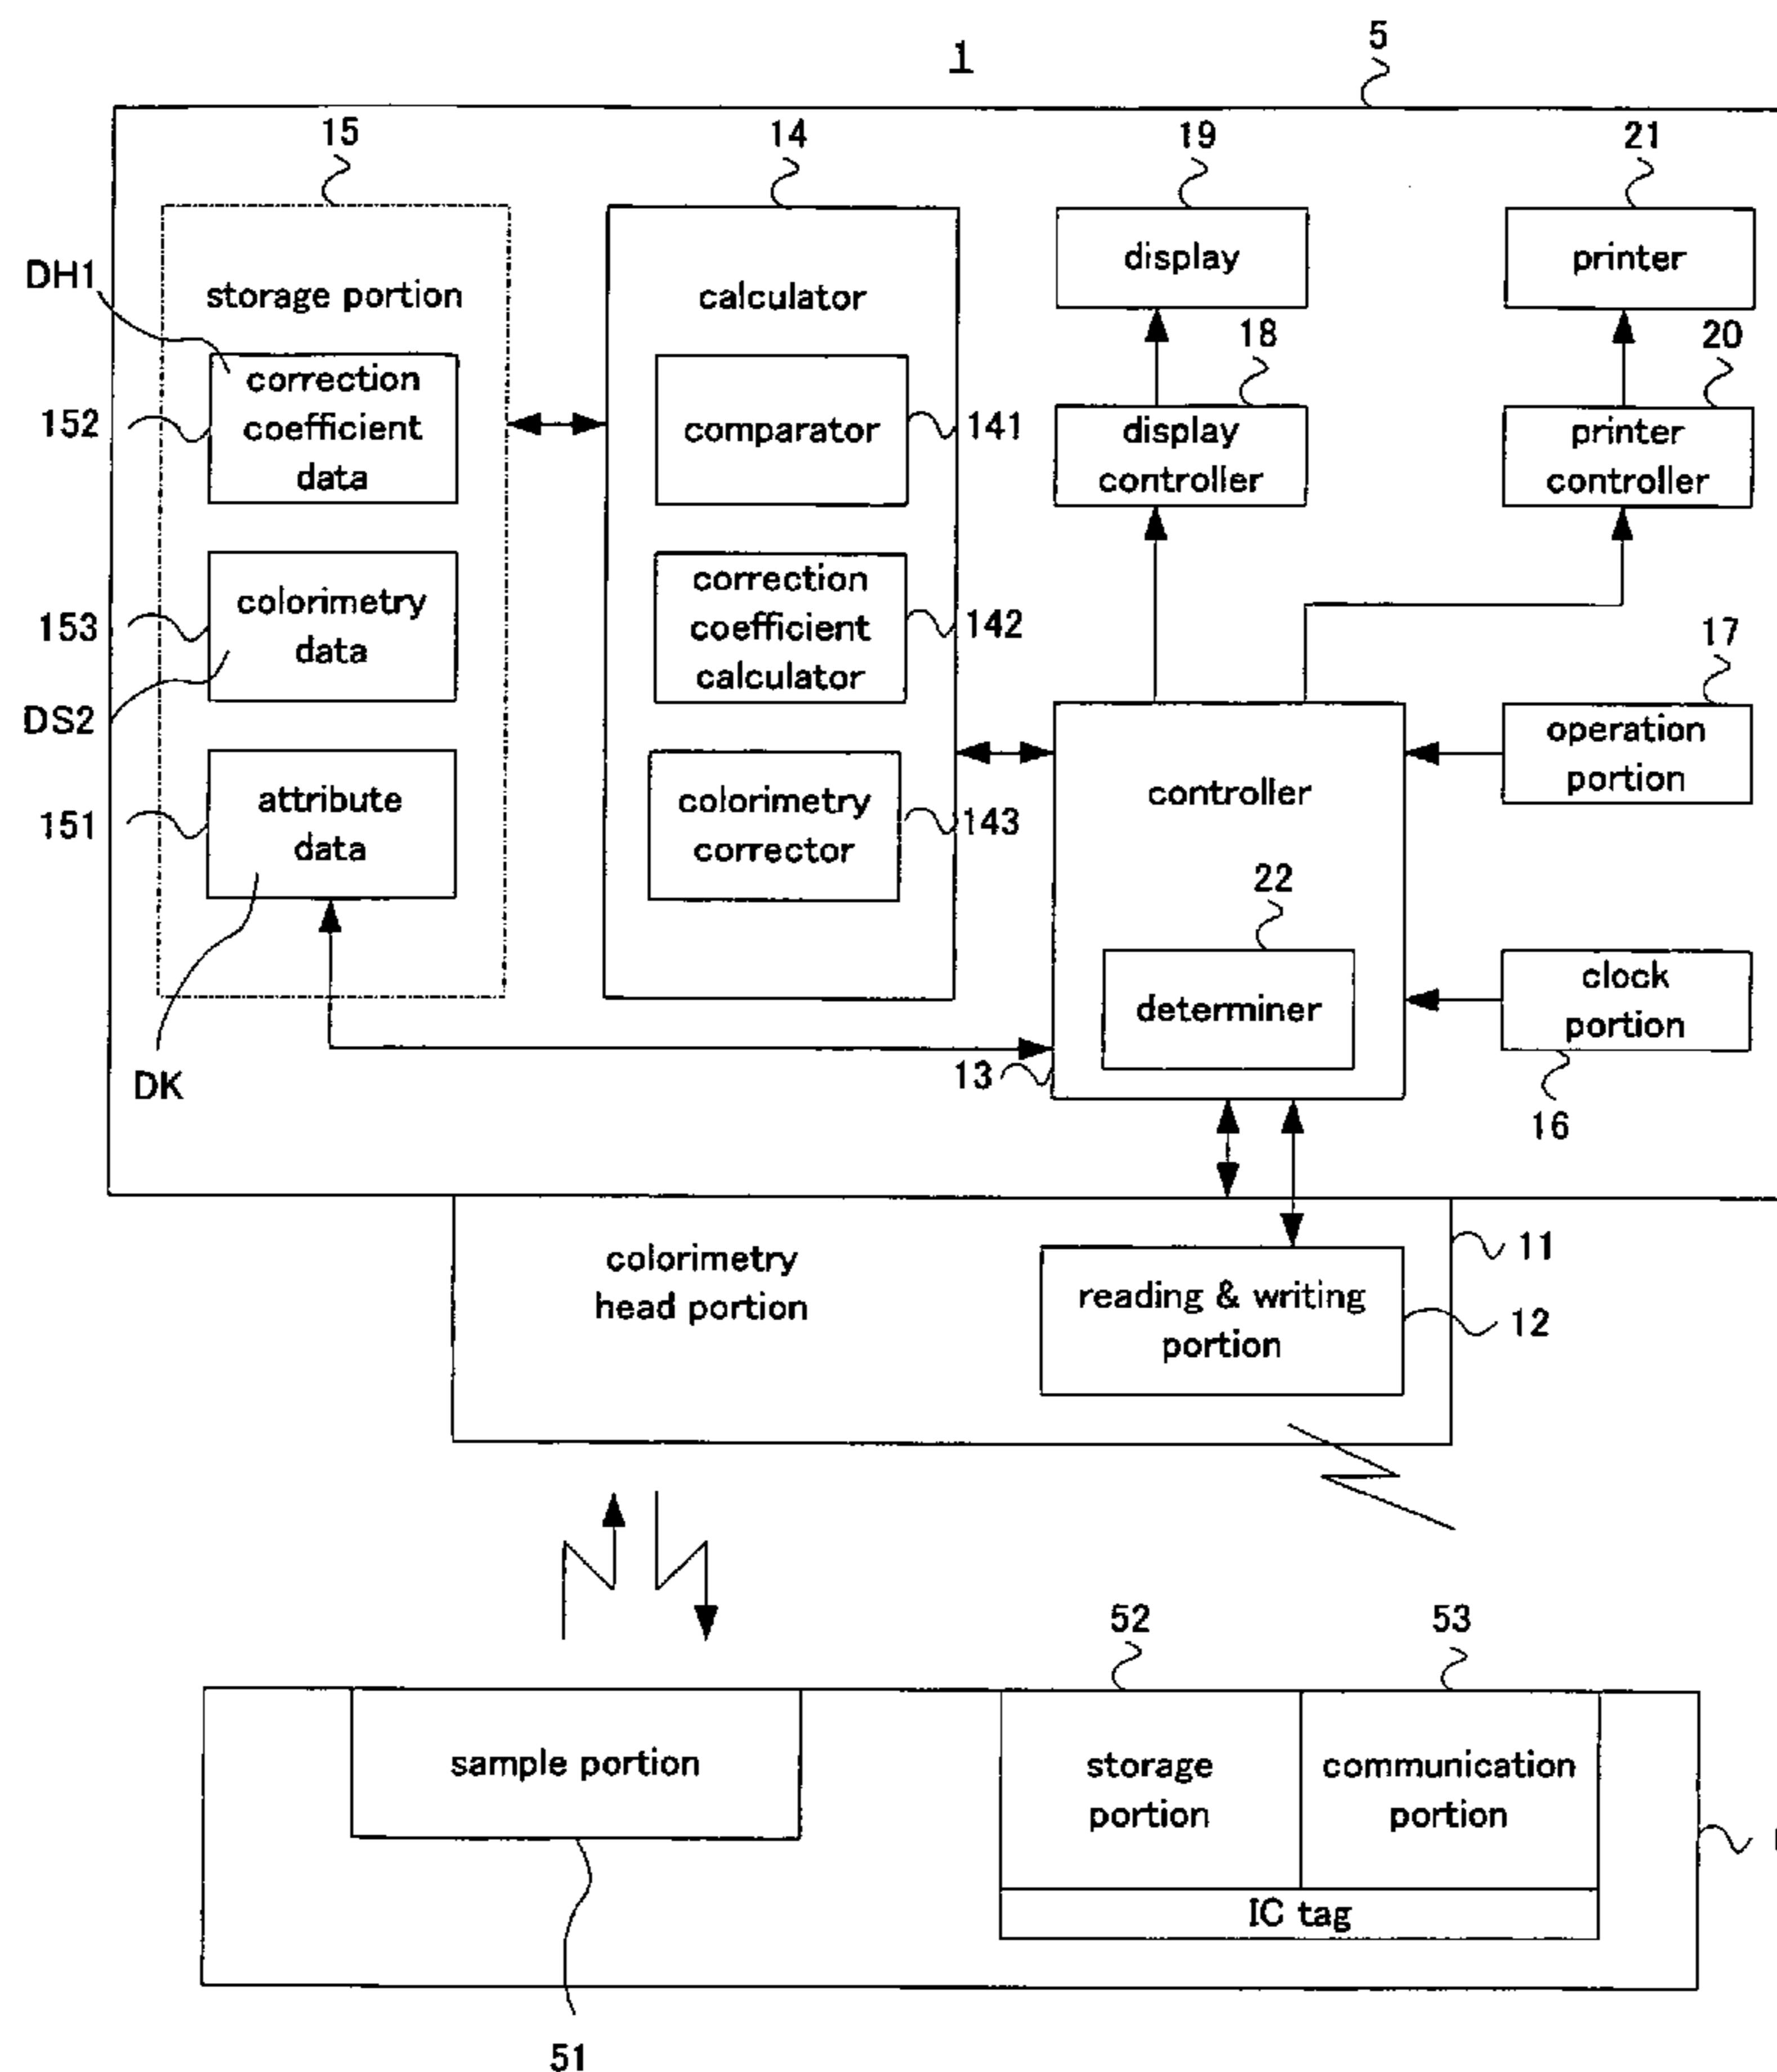 1
5
15
14
19
21
DH1
storage portion
calculator
display
printer
18
20
152
correction
coefficient
data
comparator
141
display
controller
printer
controller
153
colorimetry
data
correction
coefficient
calculator
142
17
DS2
operation
portion
151
attribute
data
colorimetry
corrector
143
controller
22
determiner
clock
portion
DK
13
16
colorimetry
head portion
11
reading & writing
portion
12
52
53
sample portion
storage
portion
communication
portion
IC tag
51